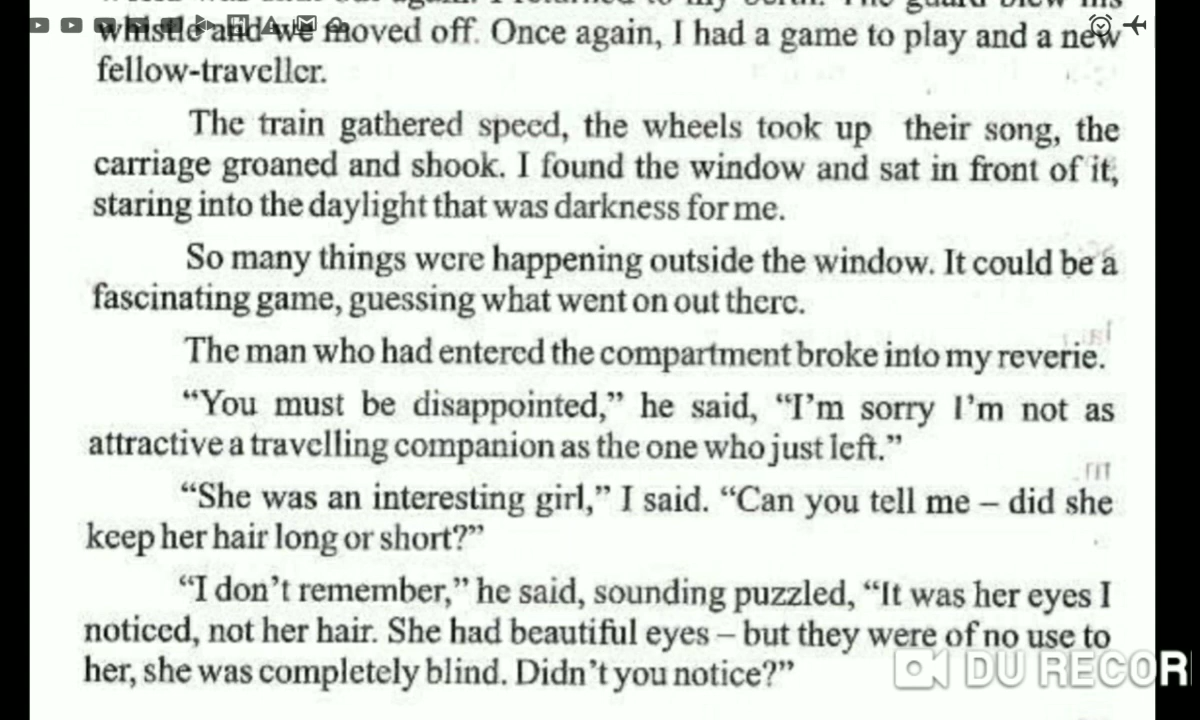 whistle and we moved off. Once again, I had a game to play and a new
fellow-traveller.
The train gathered speed, the wheels took up their song, the
carriage groaned and shook. I found the window and sat in front of it,
staring into the daylight that was darkness for me.
So many things were happening outside the window. It could be a
fascinating game, guessing what went on out there.
The man who had entered the compartment broke into my reverie.
“You must be disappointed,” he said, “I’m sorry I’m not as
attractive a travelling companion as the one who just left.”
“She was an interesting girl,” I said. “Can you tell me – did she
keep her hair long or short?”
“I don’t remember,” he said, sounding puzzled, “It was her eyes I
noticed, not her hair. She had beautiful eyes – but they were of no use to
her, she was completely blind. Didn’t you notice?”
DU RECOR